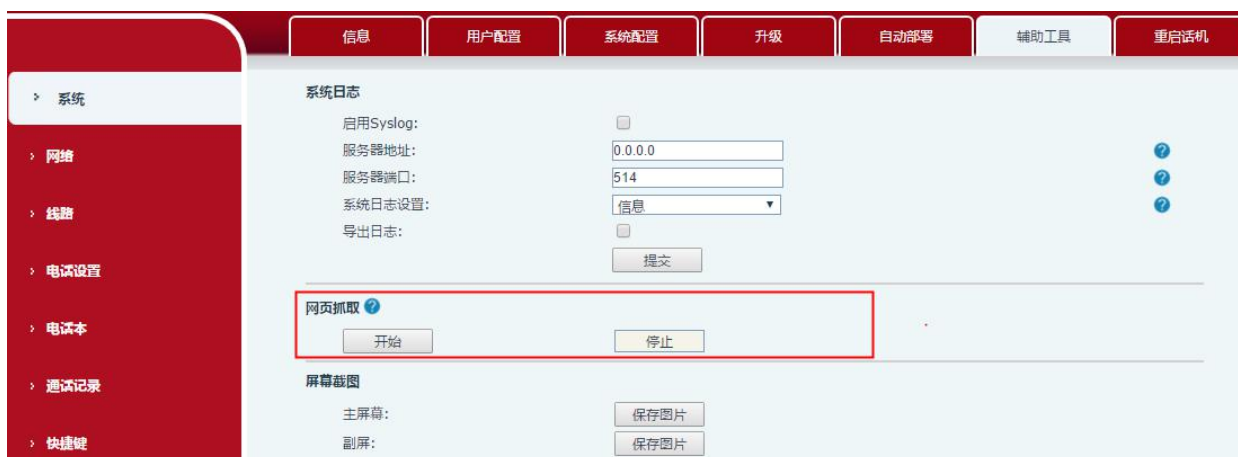 信息 用户配置 系统配置 升级 自动部署 辅助工具 重启话机
系统
网络
线路
电话设置
电话本
通话记录
快捷键
系统日志
启用Syslog:
服务器地址: 0.0.0.0
服务器端口: 514
系统日志设置: 信息
导出日志:
提交
网页抓取
开始 停止
屏幕截图
主屏幕: 保存图片
副屏: 保存图片